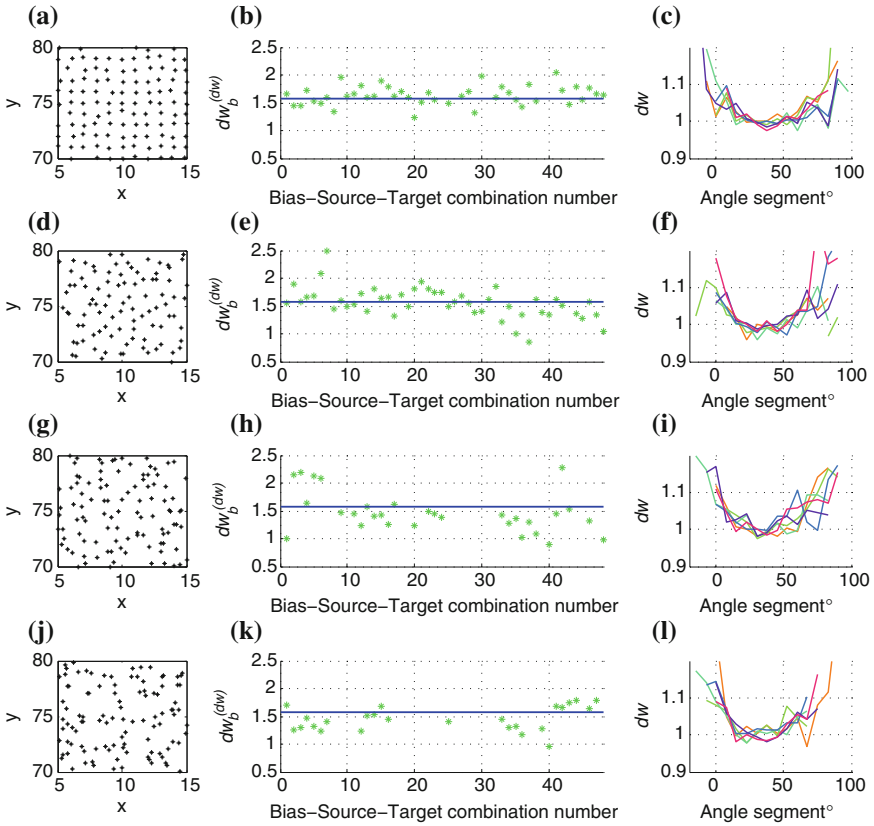 (a) (b) (c)
80 2.5
2 1.1
y 75 dw_b^(dw) 1.5 dw 1
1
70 0.5 0.9
5 10 15 0 10 20 30 40 0 50 100
x Bias−Source−Target combination number Angle segment°
(d) (e) (f)
80 2.5
2 1.1
y 75 dw_b^(dw) 1.5 dw 1
1
70 0.5 0.9
5 10 15 0 10 20 30 40 0 50 100
x Bias−Source−Target combination number Angle segment°
(g) (h) (i)
80 2.5
2 1.1
y 75 dw_b^(dw) 1.5 dw 1
1
70 0.5 0.9
5 10 15 0 10 20 30 40 0 50 100
x Bias−Source−Target combination number Angle segment°
(j) (k) (l)
80 2.5
2 1.1
y 75 dw_b^(dw) 1.5 dw 1
1
70 0.5 0.9
5 10 15 0 10 20 30 40 0 50 100
x Bias−Source−Target combination number Angle segment°